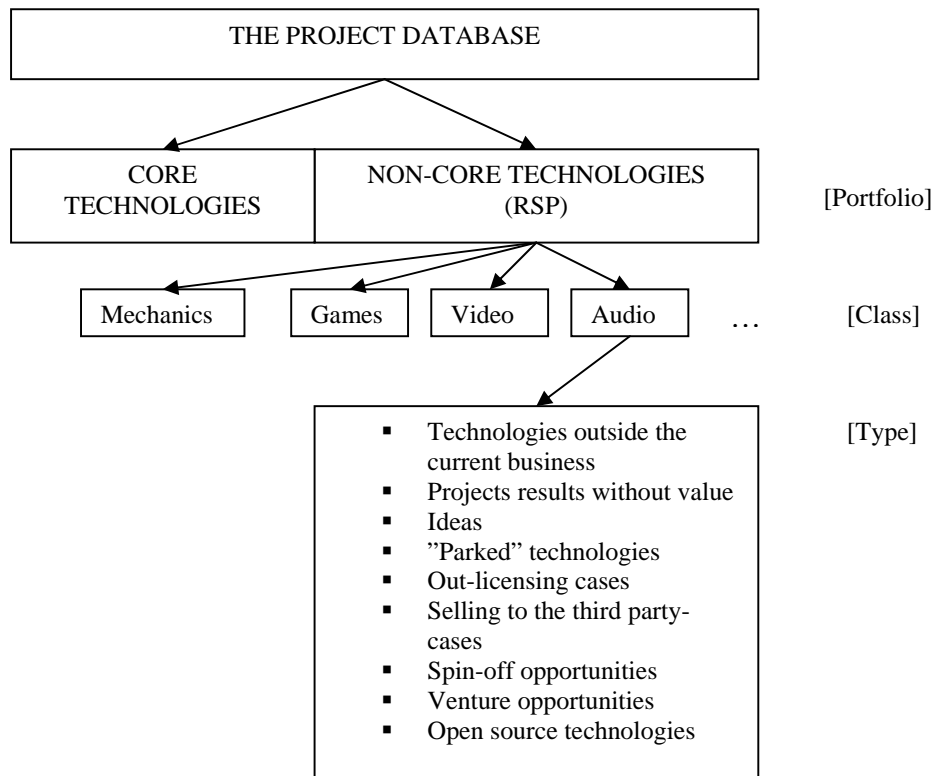 THE PROJECT DATABASE
CORE
TECHNOLOGIES
NON-CORE TECHNOLOGIES
(RSP)
[Portfolio]
Mechanics
Games
Video
Audio
…
[Class]
[Type]
▪ Technologies outside the
current business
▪ Projects results without value
▪ Ideas
▪ ”Parked” technologies
▪ Out-licensing cases
▪ Selling to the third party-
cases
▪ Spin-off opportunities
▪ Venture opportunities
▪ Open source technologies